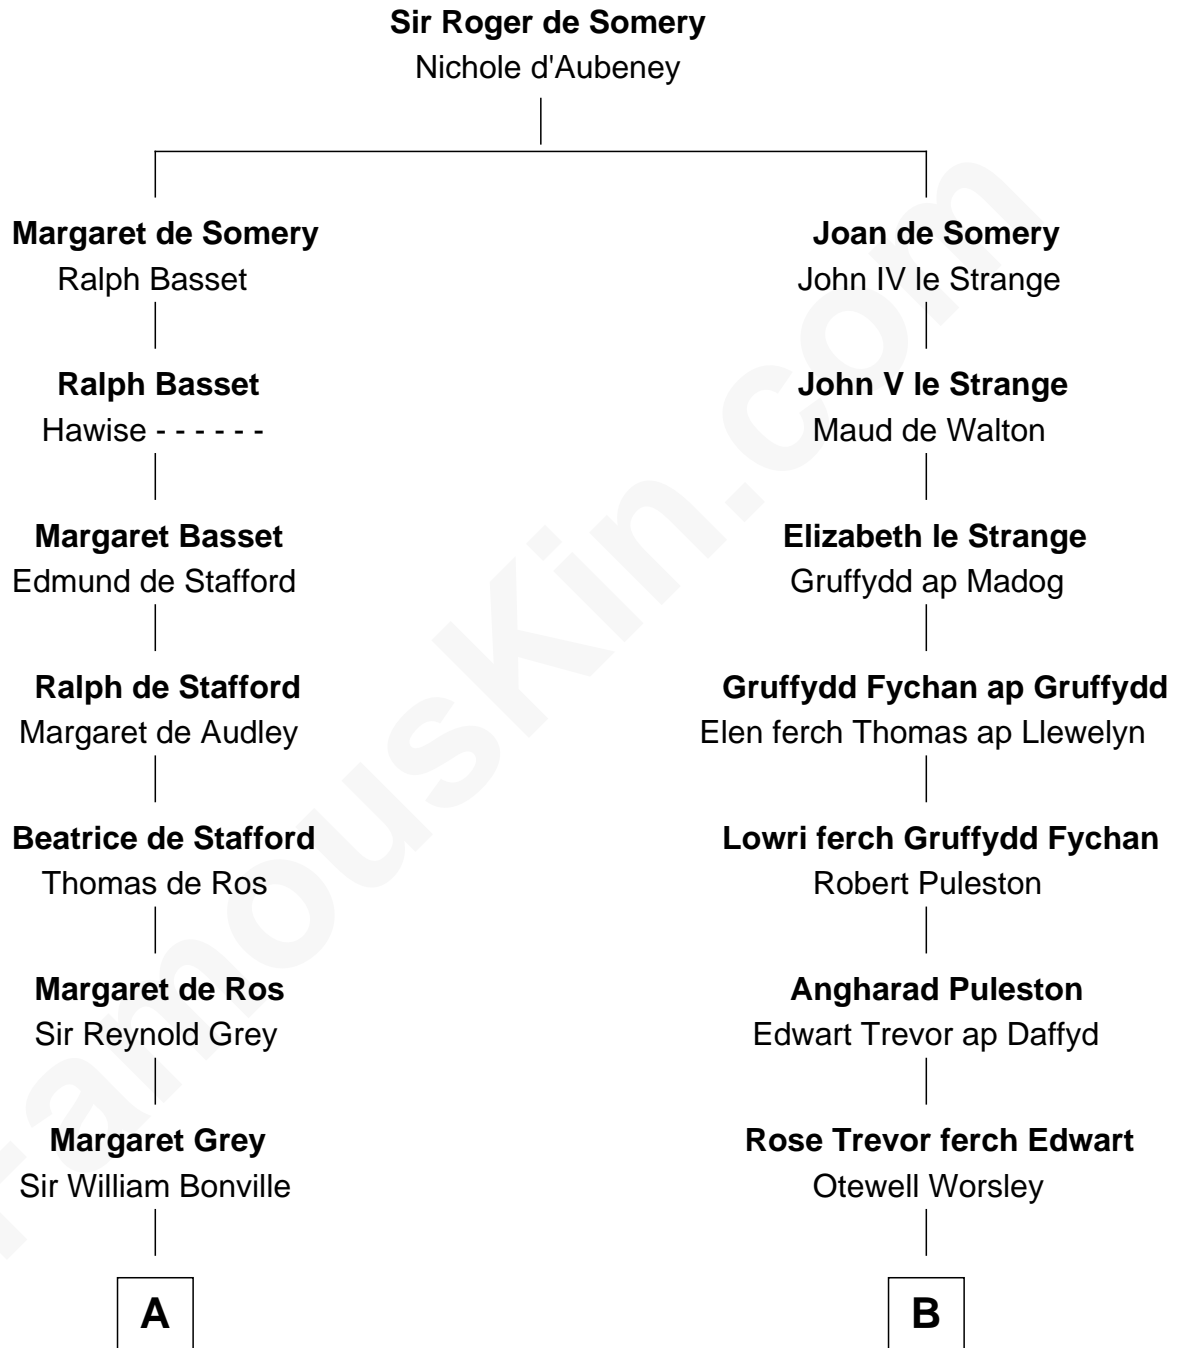 Sir Roger de Somery
Nichole d'Aubeney
Margaret de Somery
Ralph Basset
Joan de Somery
John IV le Strange
Ralph Basset
Hawise - - - - - -
John V le Strange
Maud de Walton
Margaret Basset
Edmund de Stafford
Elizabeth le Strange
Gruffydd ap Madog
Ralph de Stafford
Margaret de Audley
Gruffydd Fychan ap Gruffydd
Elen ferch Thomas ap Llewelyn
Beatrice de Stafford
Thomas de Ros
Lowri ferch Gruffydd Fychan
Robert Puleston
Margaret de Ros
Sir Reynold Grey
Angharad Puleston
Edwart Trevor ap Daffyd
Margaret Grey
Sir William Bonville
Rose Trevor ferch Edwart
Otewell Worsley
A
B
FamousKin.com